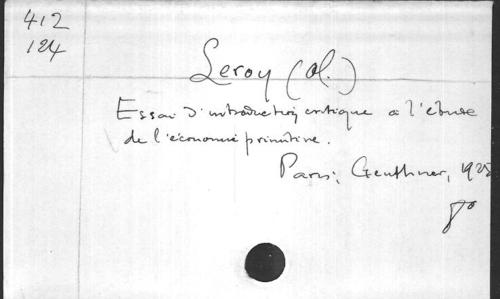 412
124
Leroy (Ol.)
Essai d'introduction critique à l'étude
de l'économie primitive.
Paris, Geuthner, 1925
8°